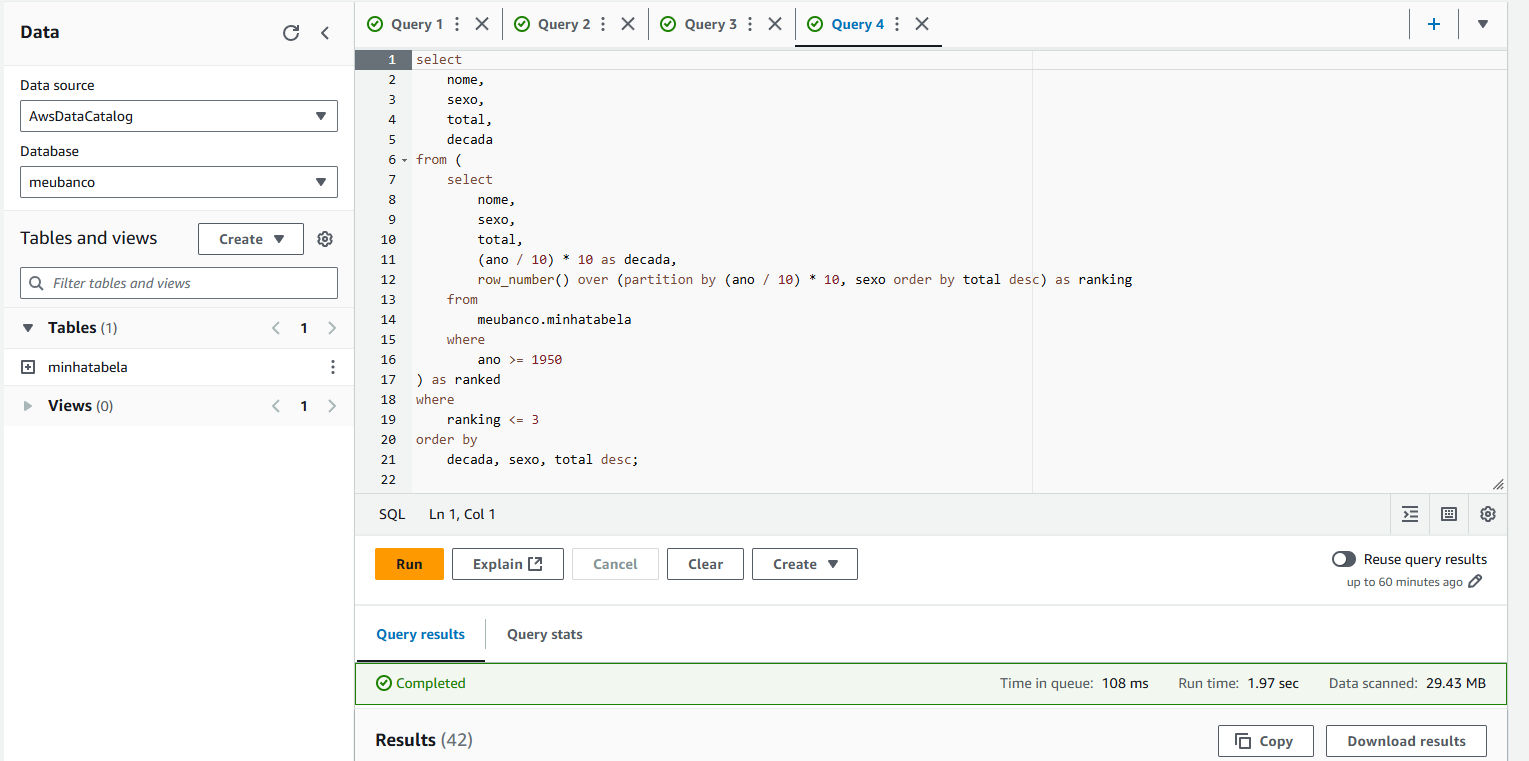 Data
Data source
AwsDataCatalog
Database
meubanco
Tables and views
Create
Filter tables and views
Tables (1)
1
minhatabela
Views (0)
1
Query 1
Query 2
Query 3
Query 4
1 select
2 nome,
3 sexo,
4 total,
5 decada
6 from (
7 select
8 nome,
9 sexo,
10 total,
11 (ano / 10) * 10 as decada,
12 row_number() over (partition by (ano / 10) * 10, sexo order by total desc) as ranking
13 from
14 meubanco.minhatabela
15 where
16 ano >= 1950
17 ) as ranked
18 where
19 ranking <= 3
20 order by
21 decada, sexo, total desc;
22
SQL Ln 1, Col 1
Run Explain Cancel Clear Create
Reuse query results
up to 60 minutes ago
Query results Query stats
Completed Time in queue: 108 ms Run time: 1.97 sec Data scanned: 29.43 MB
Results (42) Copy Download results